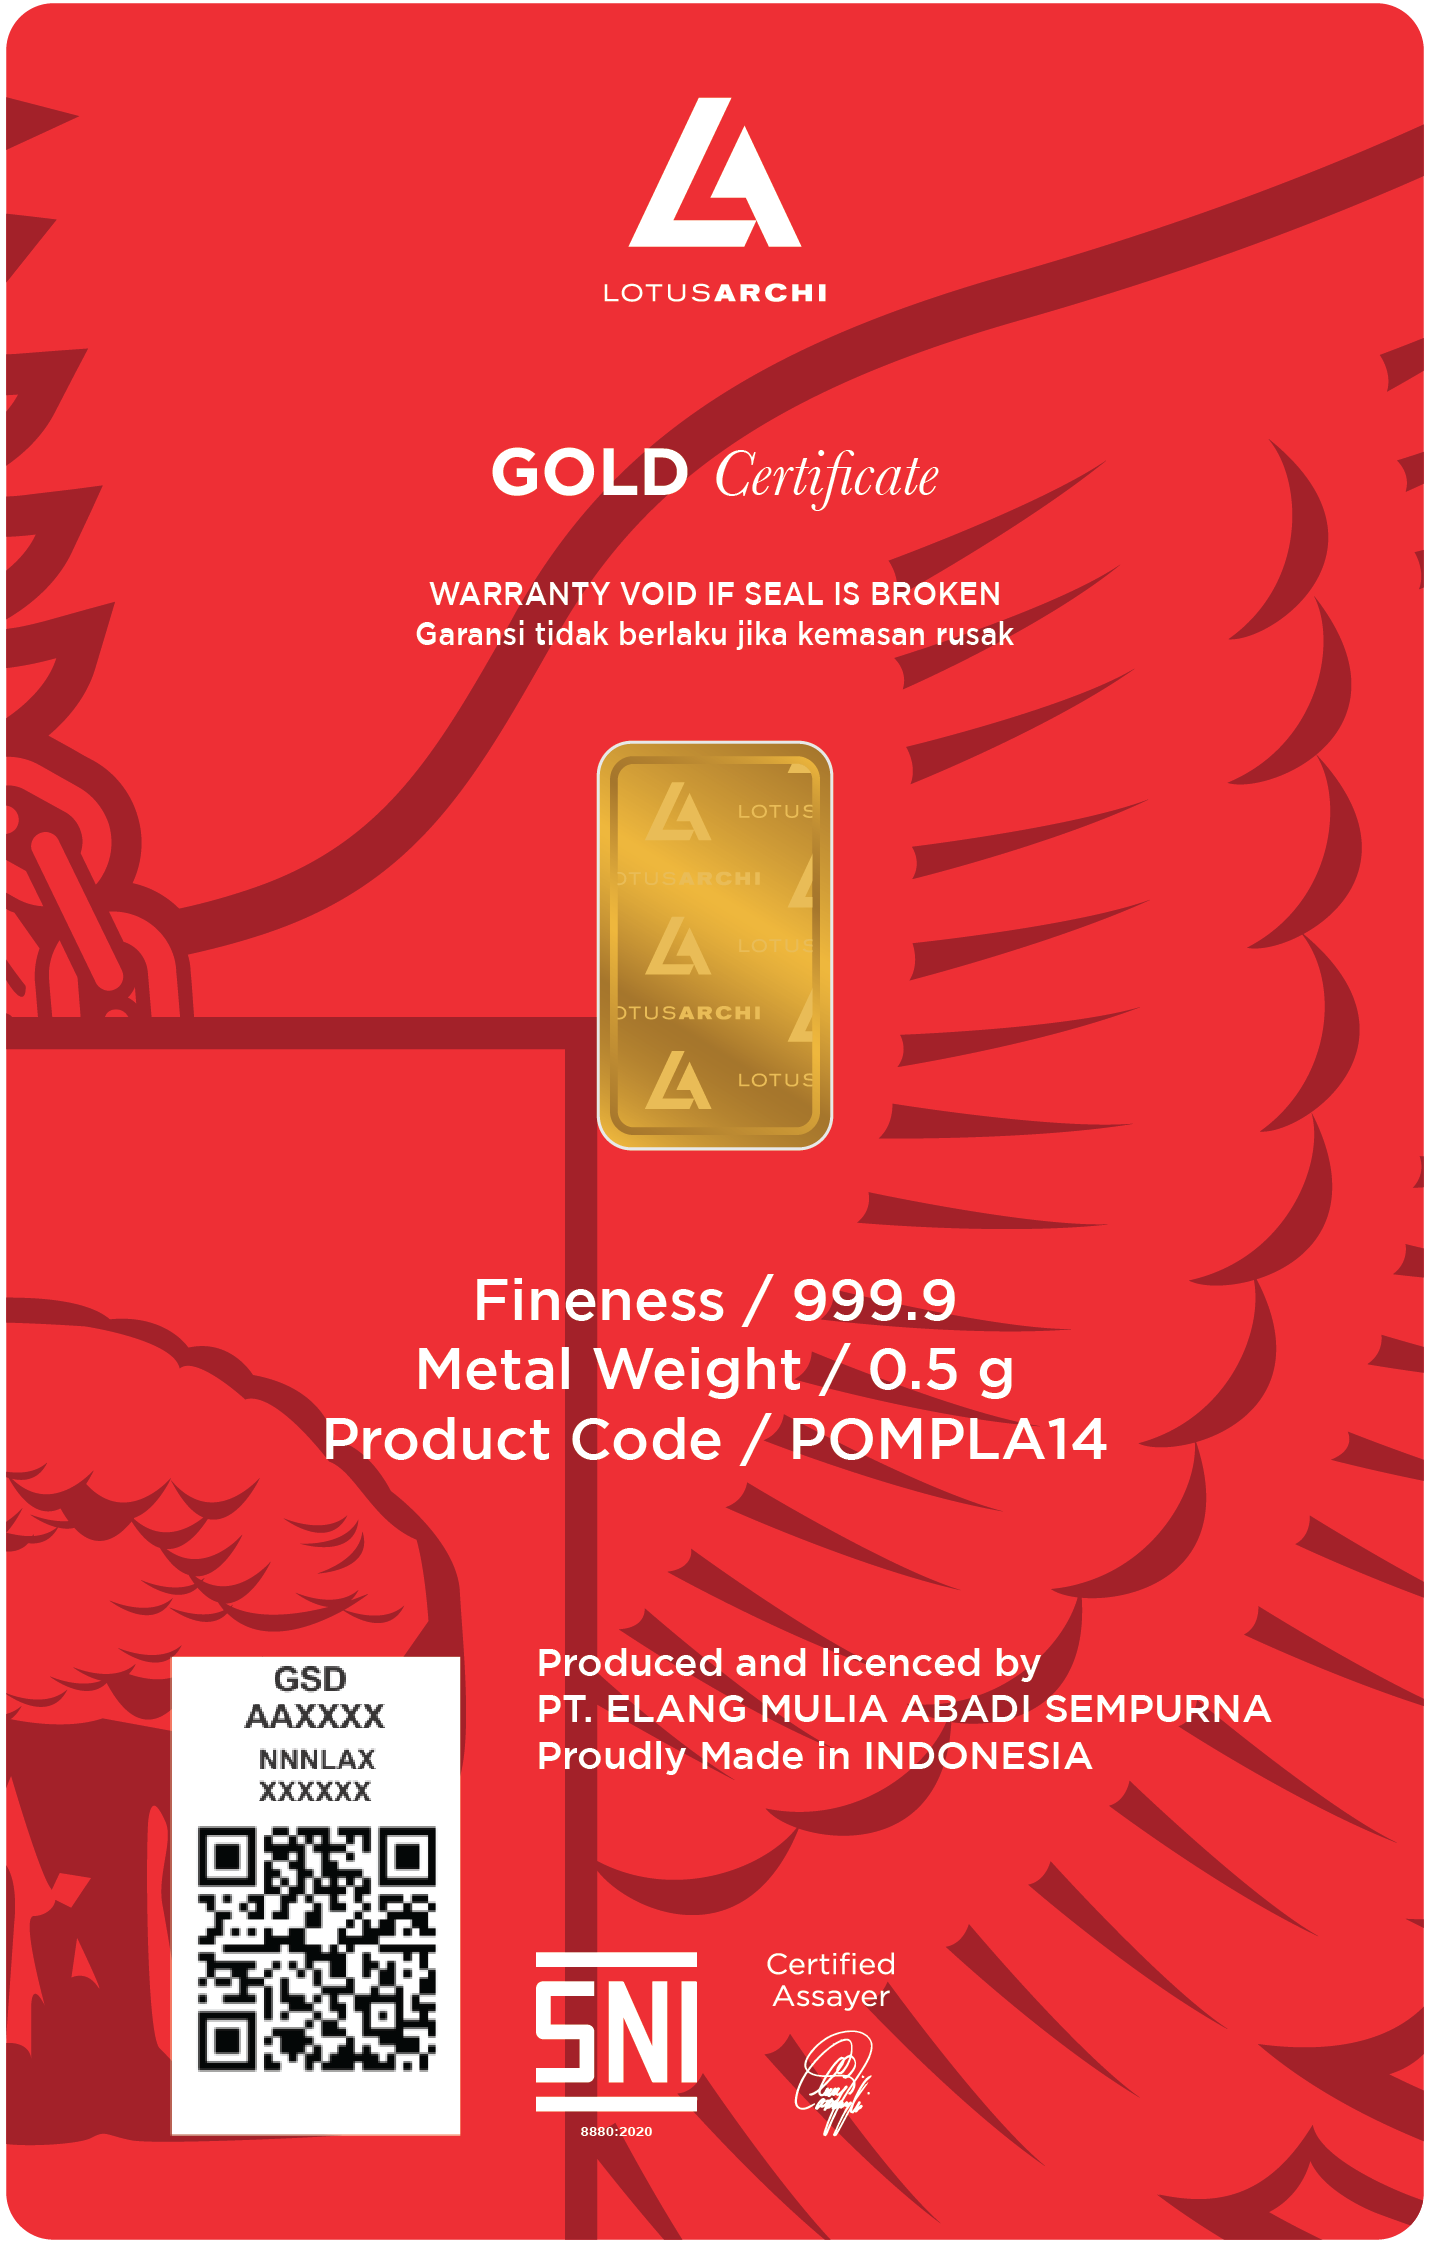 LOTUSARCHI
GOLD Certificate
WARRANTY VOID IF SEAL IS BROKEN
Garansi tidak berlaku jika kemasan rusak
LOTUS
OTUSARCHI
LOTUS
OTUSARCHI
LOTUS
Fineness / 999.9
Metal Weight / 0.5 g
Product Code / POMPLA14
GSD
AAXXXX
NNNLAX
XXXXXX
Produced and licenced by
PT. ELANG MULIA ABADI SEMPURNA
Proudly Made in INDONESIA
SNI
8880:2020
Certified
Assayer